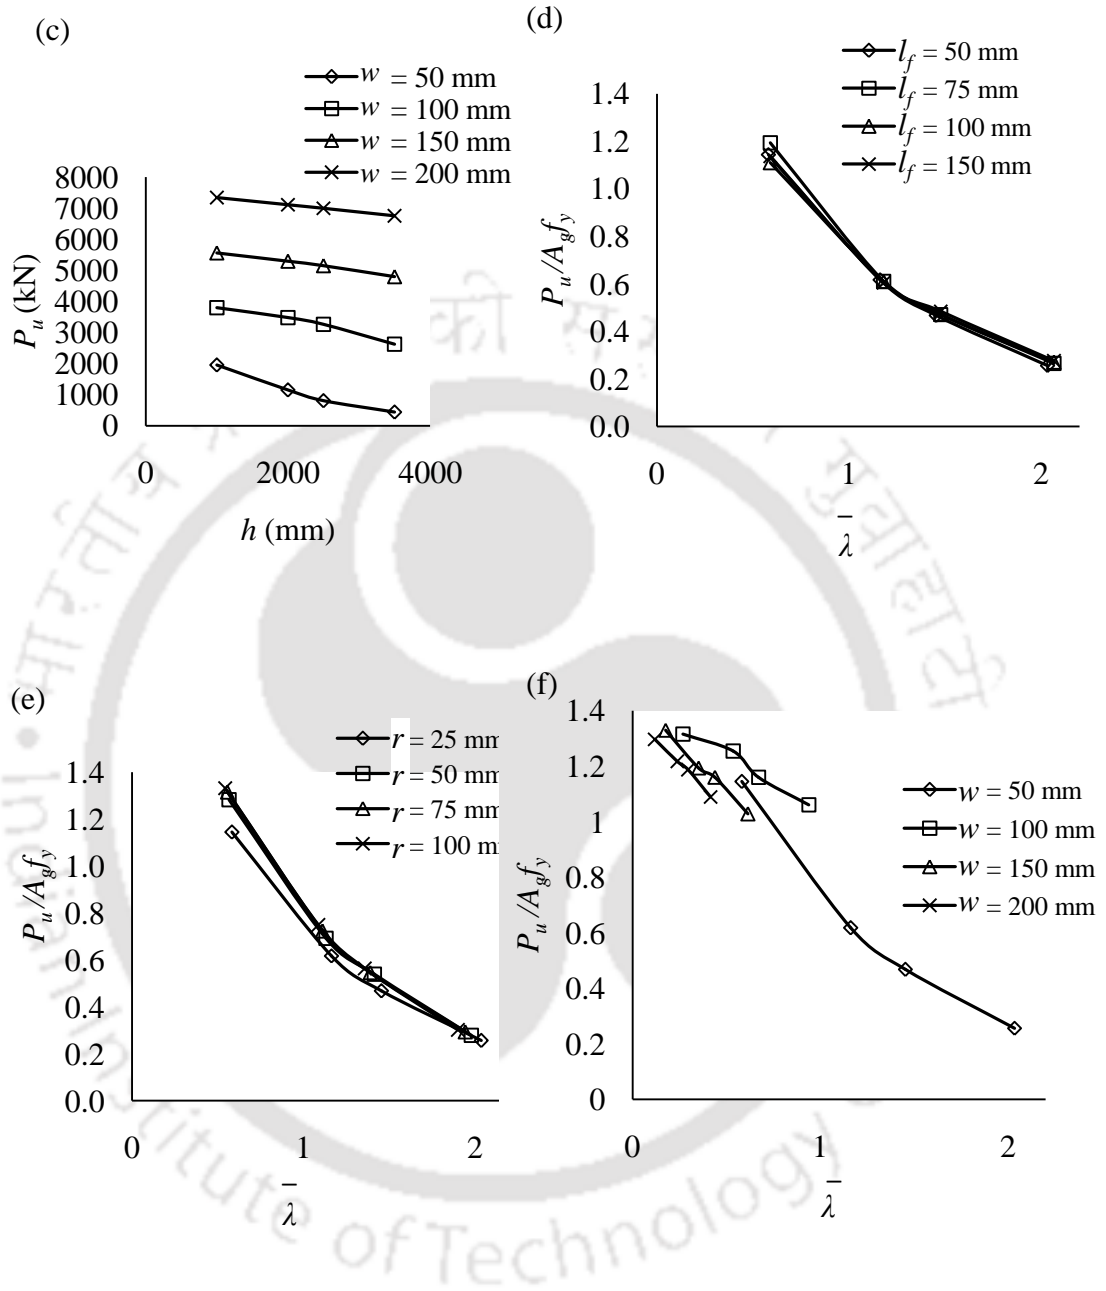 (c)
w = 50 mm
w = 100 mm
w = 150 mm
w = 200 mm
8000
7000
6000
5000
4000
3000
2000
1000
0
P_u (kN)
0 2000 4000
h (mm)
(d)
l_f = 50 mm
l_f = 75 mm
l_f = 100 mm
l_f = 150 mm
1.4
1.2
1.0
0.8
0.6
0.4
0.2
0.0
P_u/A_g f_y
0 1 2
λ̅
(e)
r = 25 mm
r = 50 mm
r = 75 mm
r = 100 m
1.4
1.2
1.0
0.8
0.6
0.4
0.2
0.0
P_u/A_g f_y
0 1 2
λ̅
(f)
w = 50 mm
w = 100 mm
w = 150 mm
w = 200 mm
1.4
1.2
1
0.8
0.6
0.4
0.2
0
P_u/A_g f_y
0 1 2
λ̅
Institute of Technology